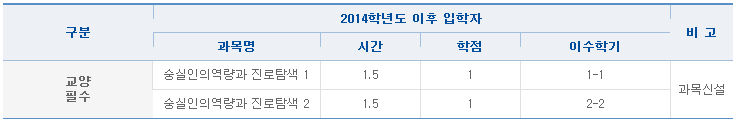 구분 2014학년도 이후 입학자 비 고
과목명 시간 학점 이수학기
교양
필수
숭실인의역량과 진로탐색 1 1.5 1 1-1
숭실인의역량과 진로탐색 2 1.5 1 2-2
과목신설